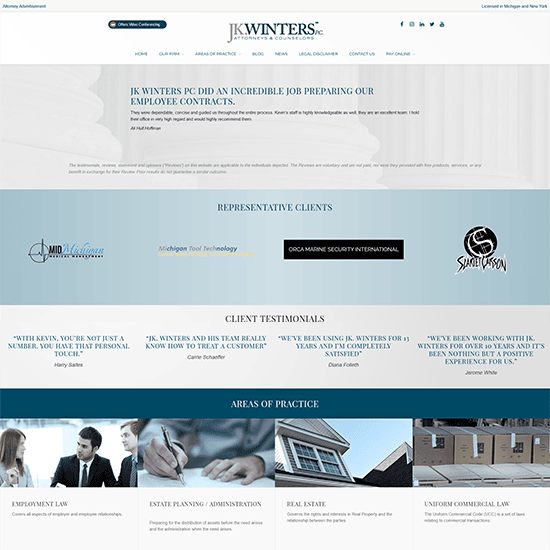 Attorney Advertisement
Licensed in Michigan and New York
Offers Video Conferencing
JKWINTERS PC
ATTORNEYS & COUNSELORS
HOME OUR FIRM AREAS OF PRACTICE BLOG NEWS LEGAL DISCLAIMER CONTACT US PAY ONLINE
JK WINTERS PC DID AN INCREDIBLE JOB PREPARING OUR
EMPLOYEE CONTRACTS.
They were dependable, concise and guided us throughout the entire process. Kevin's staff is highly knowledgeable as well, they are an excellent team. I hold
their office in very high regard and would highly recommend them.
Ali Hull Hoffman
The testimonials, reviews, statement and opinions ("Reviews") on this website are applicable to the individuals depicted. The Reviews are voluntary and are not paid, nor were they provided with free products, services, or any
benefit in exchange for their Review. Prior results do not guarantee a similar outcome.
REPRESENTATIVE CLIENTS
MID Michigan
MEDICAL MANAGEMENT
Michigan Tool Technology
ORCA MARINE SECURITY INTERNATIONAL
SCARLET CARSON
CLIENT TESTIMONIALS
“WITH KEVIN, YOU'RE NOT JUST A
NUMBER. YOU HAVE THAT PERSONAL
TOUCH.”
Harry Saites
“JK. WINTERS AND HIS TEAM REALLY
KNOW HOW TO TREAT A CUSTOMER”
Carrie Schaeffer
“WE'VE BEEN USING JK. WINTERS FOR 13
YEARS AND I'M COMPLETELY
SATISFIED”
Diana Folleth
“WE'VE BEEN WORKING WITH JK.
WINTERS FOR OVER 10 YEARS AND IT'S
BEEN NOTHING BUT A POSITIVE
EXPERIENCE FOR US.”
Jerome White
AREAS OF PRACTICE
EMPLOYMENT LAW
Covers all aspects of employer and employee relationships.
ESTATE PLANNING / ADMINISTRATION
Preparing for the distribution of assets before the need arises
and the administration when the need arises.
REAL ESTATE
Governs the rights and interests in Real Property and the
relationship between the parties.
UNIFORM COMMERCIAL LAW
The Uniform Commercial Code (UCC) is a set of laws
relating to commercial transactions.